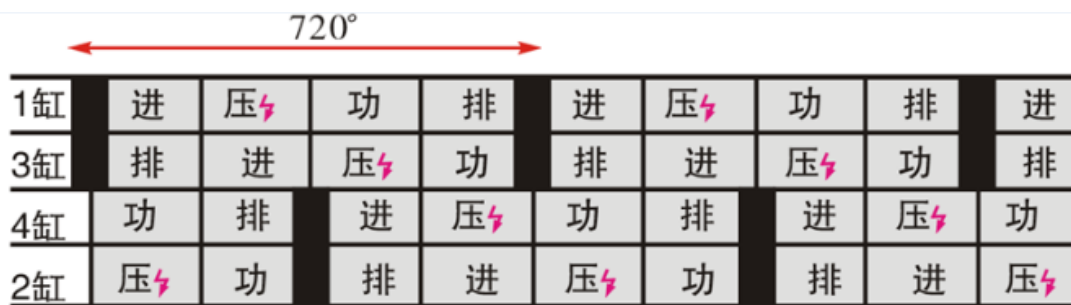 720°
1缸 进 压 功 排 进 压 功 排 进
3缸 排 进 压 功 排 进 压 功 排
4缸 功 排 进 压 功 排 进 压 功
2缸 压 功 排 进 压 功 排 进 压